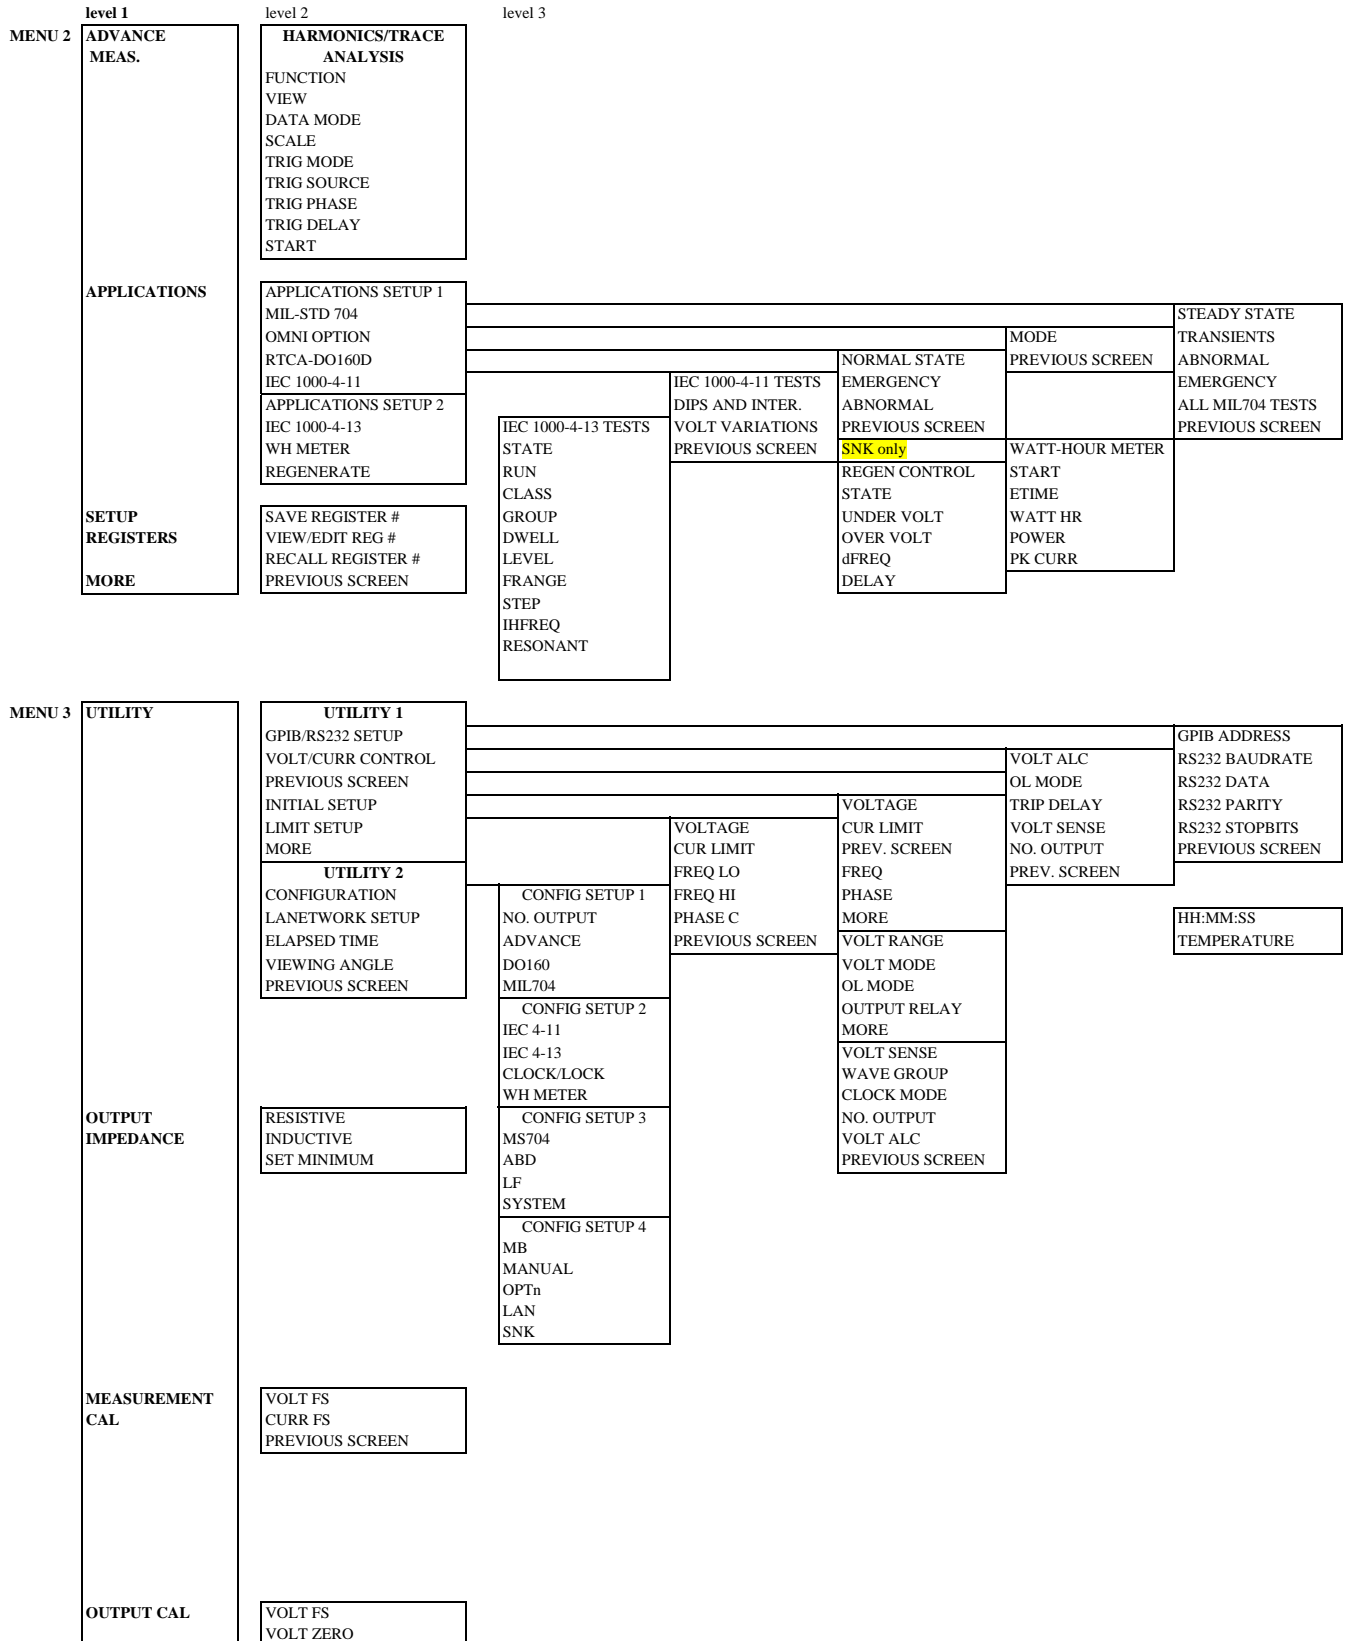 level 1 level 2 level 3
MENU 2 ADVANCE HARMONICS/TRACE
MEAS. ANALYSIS
FUNCTION
VIEW
DATA MODE
SCALE
TRIG MODE
TRIG SOURCE
TRIG PHASE
TRIG DELAY
START
APPLICATIONS APPLICATIONS SETUP 1
MIL-STD 704 STEADY STATE
OMNI OPTION MODE TRANSIENTS
RTCA-DO160D NORMAL STATE PREVIOUS SCREEN ABNORMAL
IEC 1000-4-11 IEC 1000-4-11 TESTS EMERGENCY EMERGENCY
APPLICATIONS SETUP 2 DIPS AND INTER. ABNORMAL ALL MIL704 TESTS
IEC 1000-4-13 IEC 1000-4-13 TESTS VOLT VARIATIONS PREVIOUS SCREEN PREVIOUS SCREEN
WH METER STATE PREVIOUS SCREEN SNK only WATT-HOUR METER
REGENERATE RUN REGEN CONTROL START
CLASS STATE ETIME
SETUP SAVE REGISTER # GROUP UNDER VOLT WATT HR
REGISTERS VIEW/EDIT REG # DWELL OVER VOLT POWER
RECALL REGISTER # LEVEL dFREQ PK CURR
MORE PREVIOUS SCREEN FRANGE DELAY
STEP
IHFREQ
RESONANT
MENU 3 UTILITY UTILITY 1
GPIB/RS232 SETUP GPIB ADDRESS
VOLT/CURR CONTROL VOLT ALC RS232 BAUDRATE
PREVIOUS SCREEN OL MODE RS232 DATA
INITIAL SETUP VOLTAGE TRIP DELAY RS232 PARITY
LIMIT SETUP VOLTAGE CUR LIMIT VOLT SENSE RS232 STOPBITS
MORE CUR LIMIT PREV. SCREEN NO. OUTPUT PREVIOUS SCREEN
UTILITY 2 FREQ LO FREQ PREV. SCREEN
CONFIGURATION CONFIG SETUP 1 FREQ HI PHASE
LANETWORK SETUP NO. OUTPUT PHASE C MORE HH:MM:SS
ELAPSED TIME ADVANCE PREVIOUS SCREEN VOLT RANGE TEMPERATURE
VIEWING ANGLE DO160 VOLT MODE
PREVIOUS SCREEN MIL704 OL MODE
CONFIG SETUP 2 OUTPUT RELAY
IEC 4-11 MORE
IEC 4-13 VOLT SENSE
CLOCK/LOCK WAVE GROUP
WH METER CLOCK MODE
OUTPUT RESISTIVE CONFIG SETUP 3 NO. OUTPUT
IMPEDANCE INDUCTIVE MS704 VOLT ALC
SET MINIMUM ABD PREVIOUS SCREEN
LF
SYSTEM
CONFIG SETUP 4
MB
MANUAL
OPTn
LAN
SNK
MEASUREMENT VOLT FS
CAL CURR FS
PREVIOUS SCREEN
OUTPUT CAL VOLT FS
VOLT ZERO